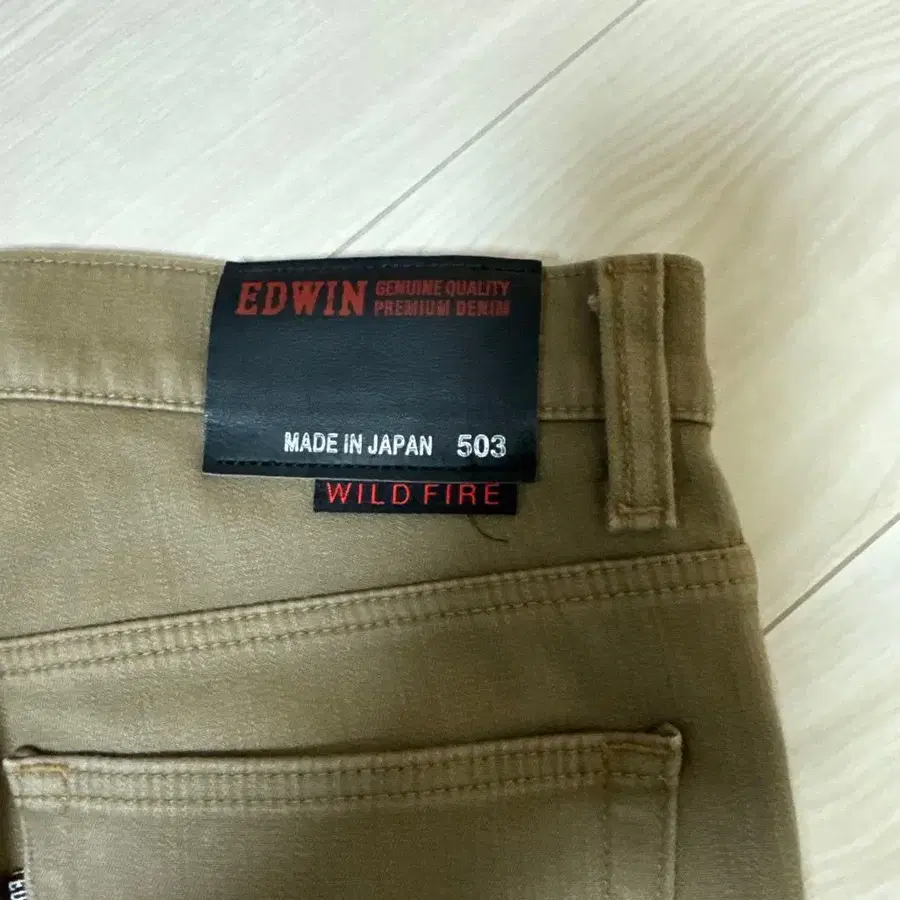 EDWIN GENUINE QUALITY
PREMIUM DENIM
MADE IN JAPAN 503
WILD FIRE